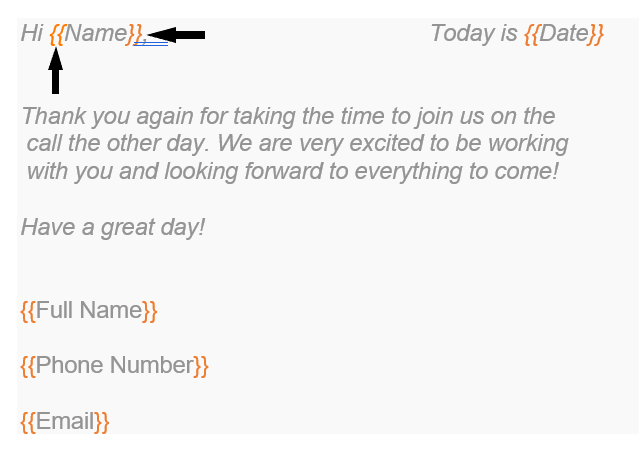 Hi {{Name}}, Today is {{Date}}
Thank you again for taking the time to join us on the
call the other day. We are very excited to be working
with you and looking forward to everything to come!
Have a great day!
{{Full Name}}
{{Phone Number}}
{{Email}}